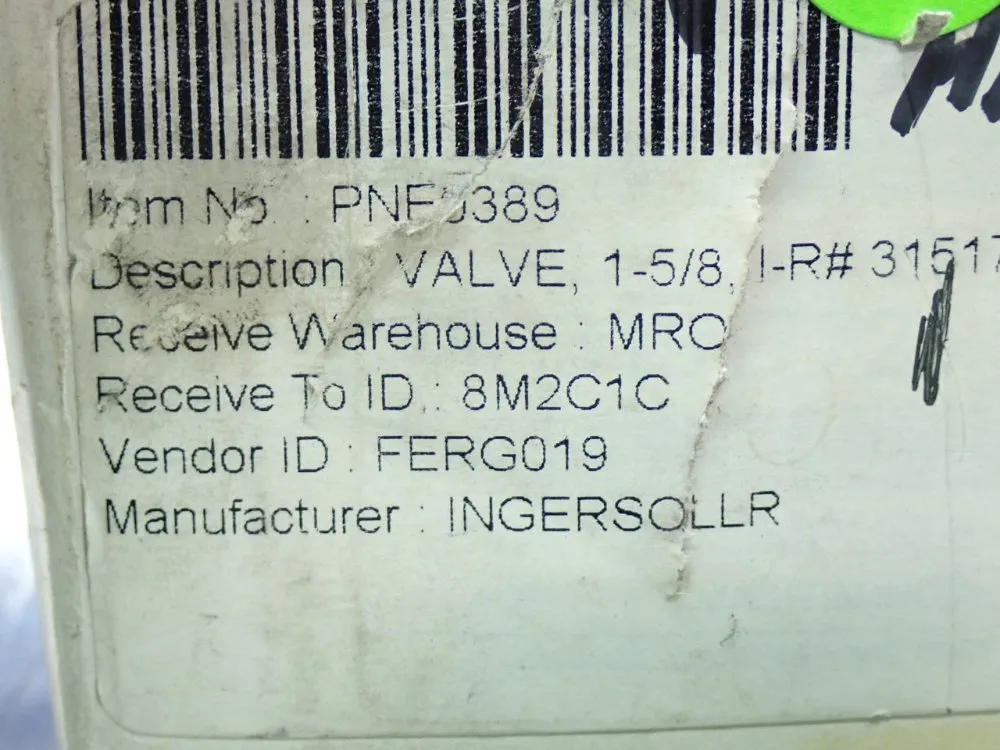 Item No. :
Description VALVE, 1-5/8, I-R# 31517
Receive Warehouse : MRO
Receive To ID : 8M2C1C
Vendor ID : FERG019
Manufacturer : INGERSOLLR